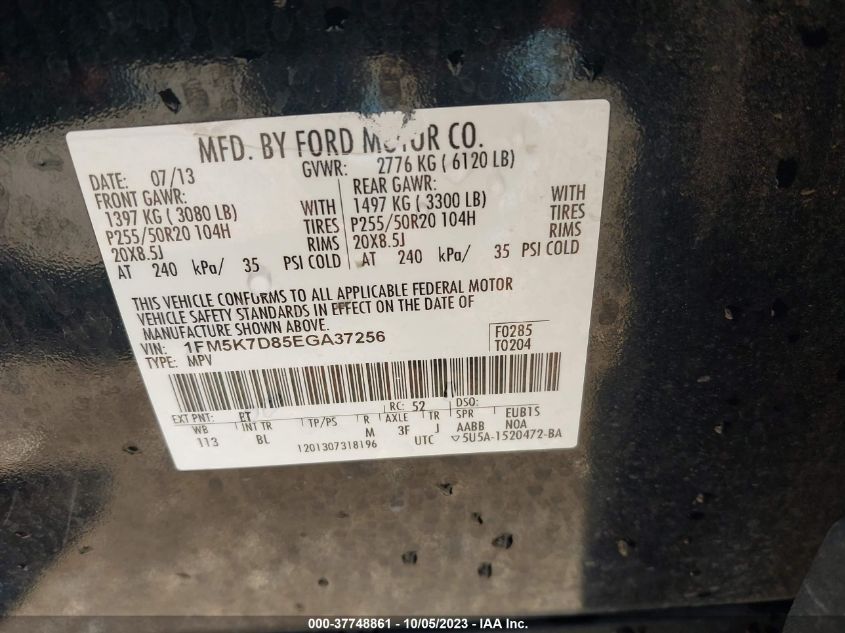 MFD. BY FORD MOTOR CO.
DATE: 07/13 GVWR: 2776 KG ( 6120 LB)
FRONT GAWR: REAR GAWR:
1397 KG ( 3080 LB) WITH 1497 KG ( 3300 LB) WITH
P255/50R20 104H TIRES P255/50R20 104H TIRES
20X8.5J RIMS 20X8.5J RIMS
AT 240 kPa/ 35 PSI COLD AT 240 kPa/ 35 PSI COLD
THIS VEHICLE CONFORMS TO ALL APPLICABLE FEDERAL MOTOR
VEHICLE SAFETY STANDARDS IN EFFECT ON THE DATE OF
MANUFACTURE SHOWN ABOVE.
VIN: 1FM5K7D85EGA37256 F0285
TYPE: MPV T0204
EXT PNT: PT RC: 52 DSO:
WB INT TR TP/PS R AXLE TR SPR EUB1S
113 BL M 3F J AABB NOA
1201307318196 UTC ▽5U5A-1520472-BA
000-37748861 - 10/05/2023 - IAA Inc.